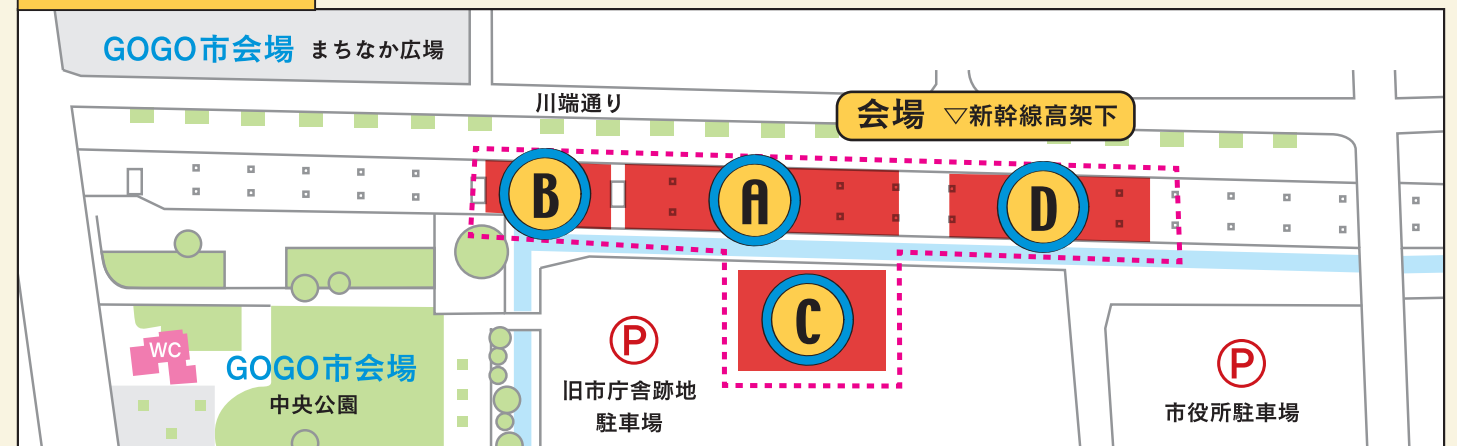 GOGO市会場 まちなか広場
川端通り
会場 ▽新幹線高架下
B
A
D
C
WC
GOGO市会場
中央公園
P
旧市庁舎跡地
駐車場
P
市役所駐車場